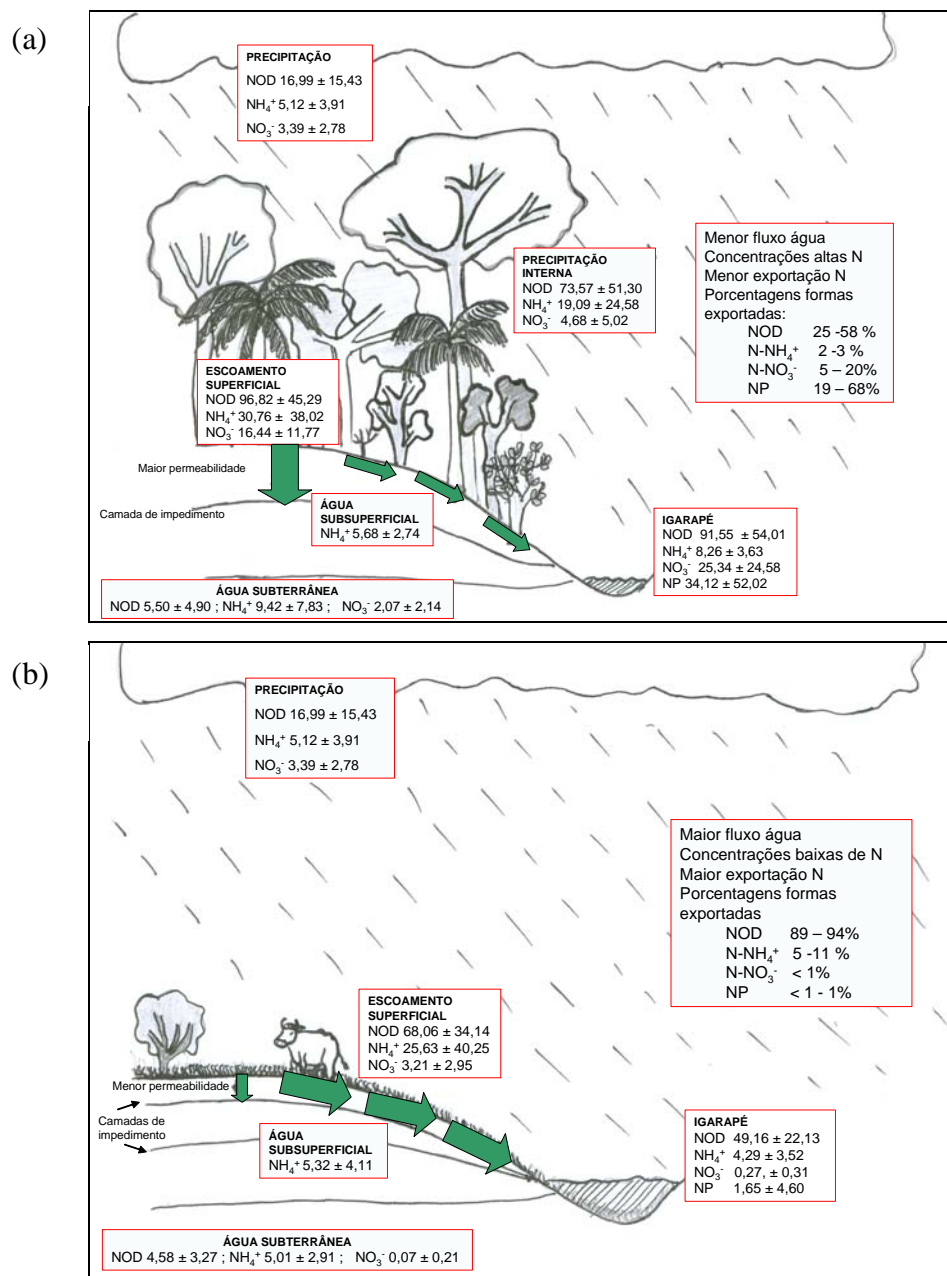 (a)
PRECIPITAÇÃO
NOD 16,99 ± 15,43
NH₄⁺ 5,12 ± 3,91
NO₃⁻ 3,39 ± 2,78
PRECIPITAÇÃO
INTERNA
NOD 73,57 ± 51,30
NH₄⁺ 19,09 ± 24,58
NO₃⁻ 4,68 ± 5,02
Menor fluxo água
Concentrações altas N
Menor exportação N
Porcentagens formas
exportadas:
NOD 25 -58 %
N-NH₄⁺ 2 -3 %
N-NO₃⁻ 5 – 20%
NP 19 – 68%
ESCOAMENTO
SUPERFICIAL
NOD 96,82 ± 45,29
NH₄⁺ 30,76 ± 38,02
NO₃⁻ 16,44 ± 11,77
Maior permeabilidade
Camada de impedimento
ÁGUA
SUBSUPERFICIAL
NH₄⁺ 5,68 ± 2,74
IGARAPÉ
NOD 91,55 ± 54,01
NH₄⁺ 8,26 ± 3,63
NO₃⁻ 25,34 ± 24,58
NP 34,12 ± 52,02
ÁGUA SUBTERRÂNEA
NOD 5,50 ± 4,90 ; NH₄⁺ 9,42 ± 7,83 ; NO₃⁻ 2,07 ± 2,14
(b)
PRECIPITAÇÃO
NOD 16,99 ± 15,43
NH₄⁺ 5,12 ± 3,91
NO₃⁻ 3,39 ± 2,78
Maior fluxo água
Concentrações baixas de N
Maior exportação N
Porcentagens formas
exportadas
NOD 89 – 94%
N-NH₄⁺ 5 -11 %
N-NO₃⁻ < 1%
NP < 1 - 1%
ESCOAMENTO
SUPERFICIAL
NOD 68,06 ± 34,14
NH₄⁺ 25,63 ± 40,25
NO₃⁻ 3,21 ± 2,95
Menor permeabilidade
Camadas de
impedimento
ÁGUA
SUBSUPERFICIAL
NH₄⁺ 5,32 ± 4,11
IGARAPÉ
NOD 49,16 ± 22,13
NH₄⁺ 4,29 ± 3,52
NO₃⁻ 0,27, ± 0,31
NP 1,65 ± 4,60
ÁGUA SUBTERRÂNEA
NOD 4,58 ± 3,27 ; NH₄⁺ 5,01 ± 2,91 ; NO₃⁻ 0,07 ± 0,21